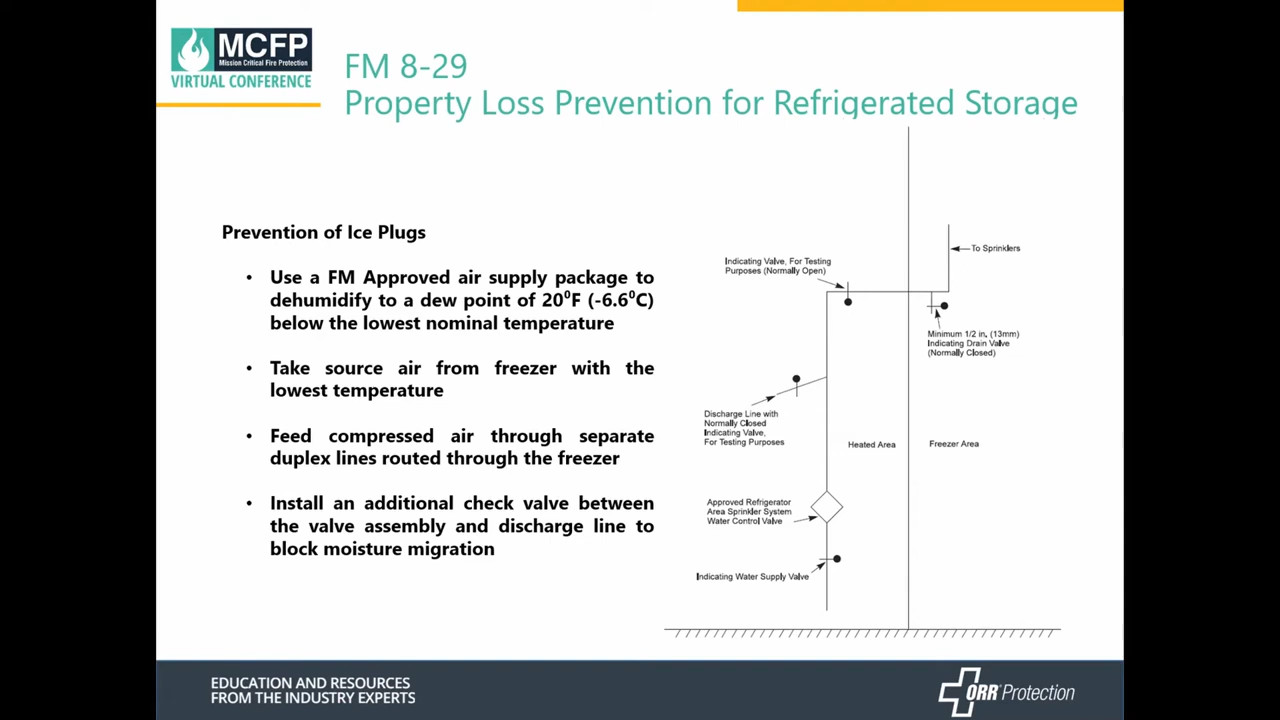 MCFP
Mission Critical Fire Protection
VIRTUAL CONFERENCE
FM 8-29
Property Loss Prevention for Refrigerated Storage
Prevention of Ice Plugs
• Use a FM Approved air supply package to
dehumidify to a dew point of 20⁰F (-6.6⁰C)
below the lowest nominal temperature
• Take source air from freezer with the
lowest temperature
• Feed compressed air through separate
duplex lines routed through the freezer
• Install an additional check valve between
the valve assembly and discharge line to
block moisture migration
To Sprinklers
Indicating Valve, For Testing
Purposes (Normally Open)
Minimum 1/2 in, (13mm)
Indicating Drain Valve
(Normally Closed)
Discharge Line with
Normally Closed
Indicating Valve,
For Testing Purposes
Heated Area
Freezer Area
Approved Refrigerator
Area Sprinkler System
Water Control Valve
Indicating Water Supply Valve
EDUCATION AND RESOURCES
FROM THE INDUSTRY EXPERTS
ORR Protection